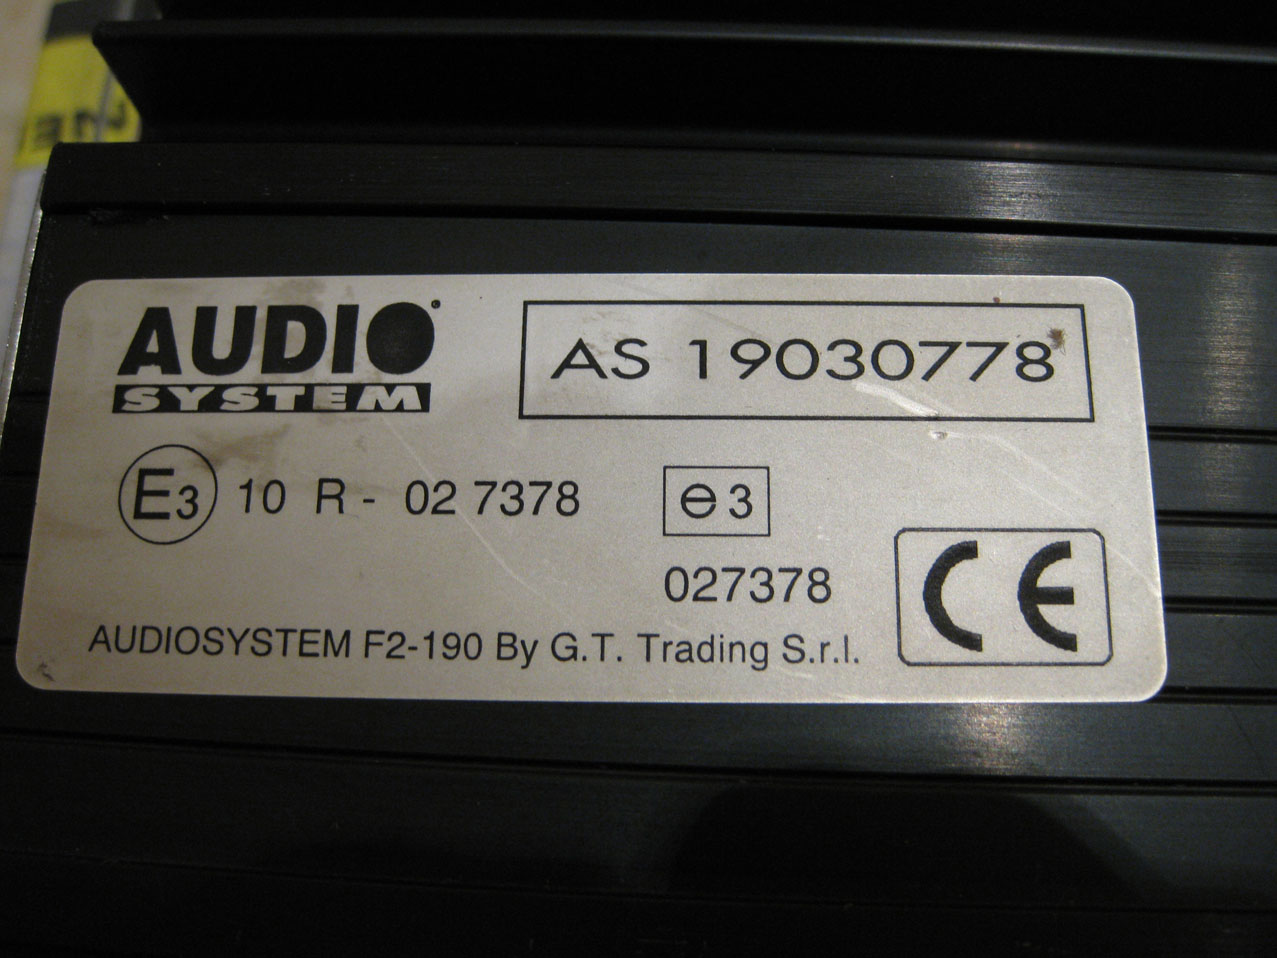 AUDIO
SYSTEM
AS 19030778
E3 10 R - 02 7378
e3
027378
CE
AUDIOSYSTEM F2-190 By G.T. Trading S.r.l.